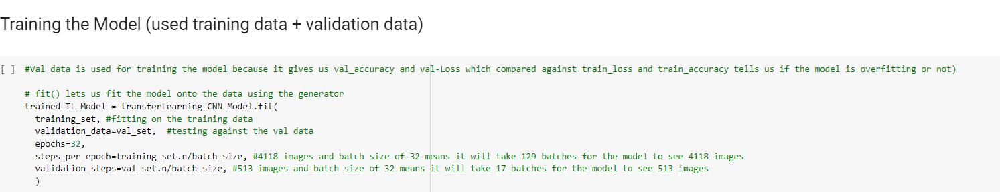 Training the Model (used training data + validation data)
[ ] #Val data is used for training the model because it gives us val_accuracy and val-Loss which compared against train_loss and train_accuracy tells us if the model is overfitting or not)
# fit() lets us fit the model onto the data using the generator
trained_TL_Model = transferLearning_CNN_Model.fit(
training_set, #fitting on the training data
validation_data=val_set,  #testing against the val data
epochs=32,
steps_per_epoch=training_set.n/batch_size, #4118 images and batch size of 32 means it will take 129 batches for the model to see 4118 images
validation_steps=val_set.n/batch_size, #513 images and batch size of 32 means it will take 17 batches for the model to see 513 images
)